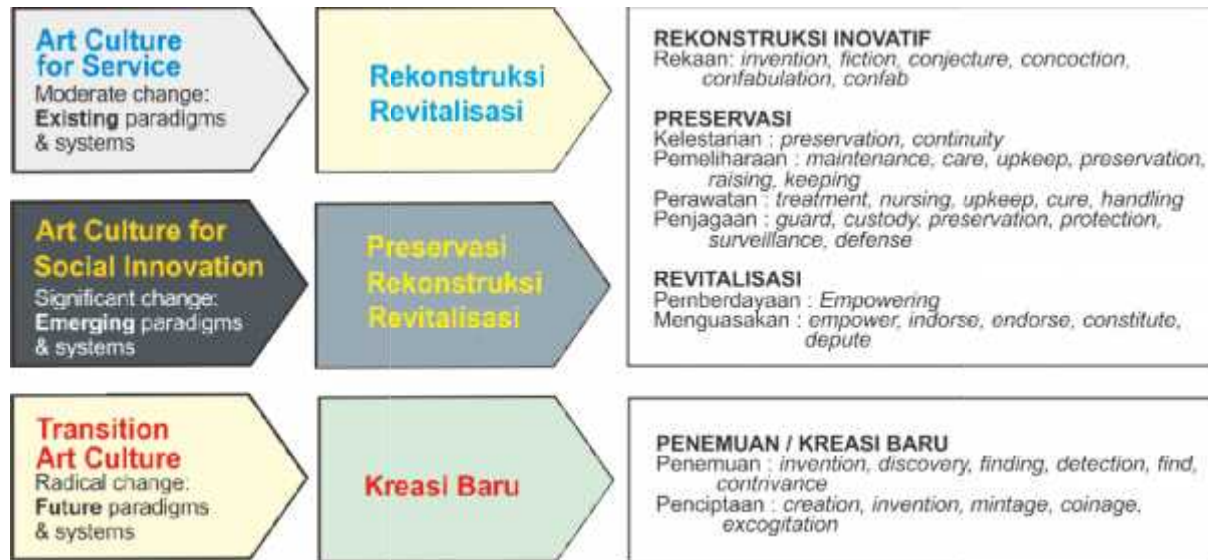 Art Culture
for Service
Moderate change:
Existing paradigms
& systems
Rekonstruksi
Revitalisasi
REKONSTRUKSI INOVATIF
Rekaan: invention, fiction, conjecture, concoction,
confabulation, confab
PRESERVASI
Kelestarian : preservation, continuity
Pemeliharaan : maintenance, care, upkeep, preservation,
raising, keeping
Perawatan : treatment, nursing, upkeep, cure, handling
Penjagaan : guard, custody, preservation, protection,
surveillance, defense
REVITALISASI
Pemberdayaan : Empowering
Menguasakan : empower, indorse, endorse, constitute,
depute
Art Culture for
Social Innovation
Significant change:
Emerging paradigms
& systems
Preservasi
Rekonstruksi
Revitalisasi
Transition
Art Culture
Radical change:
Future paradigms
& systems
Kreasi Baru
PENEMUAN / KREASI BARU
Penemuan : invention, discovery, finding, detection, find,
contrivance
Penciptaan : creation, invention, mintage, coinage,
excogitation